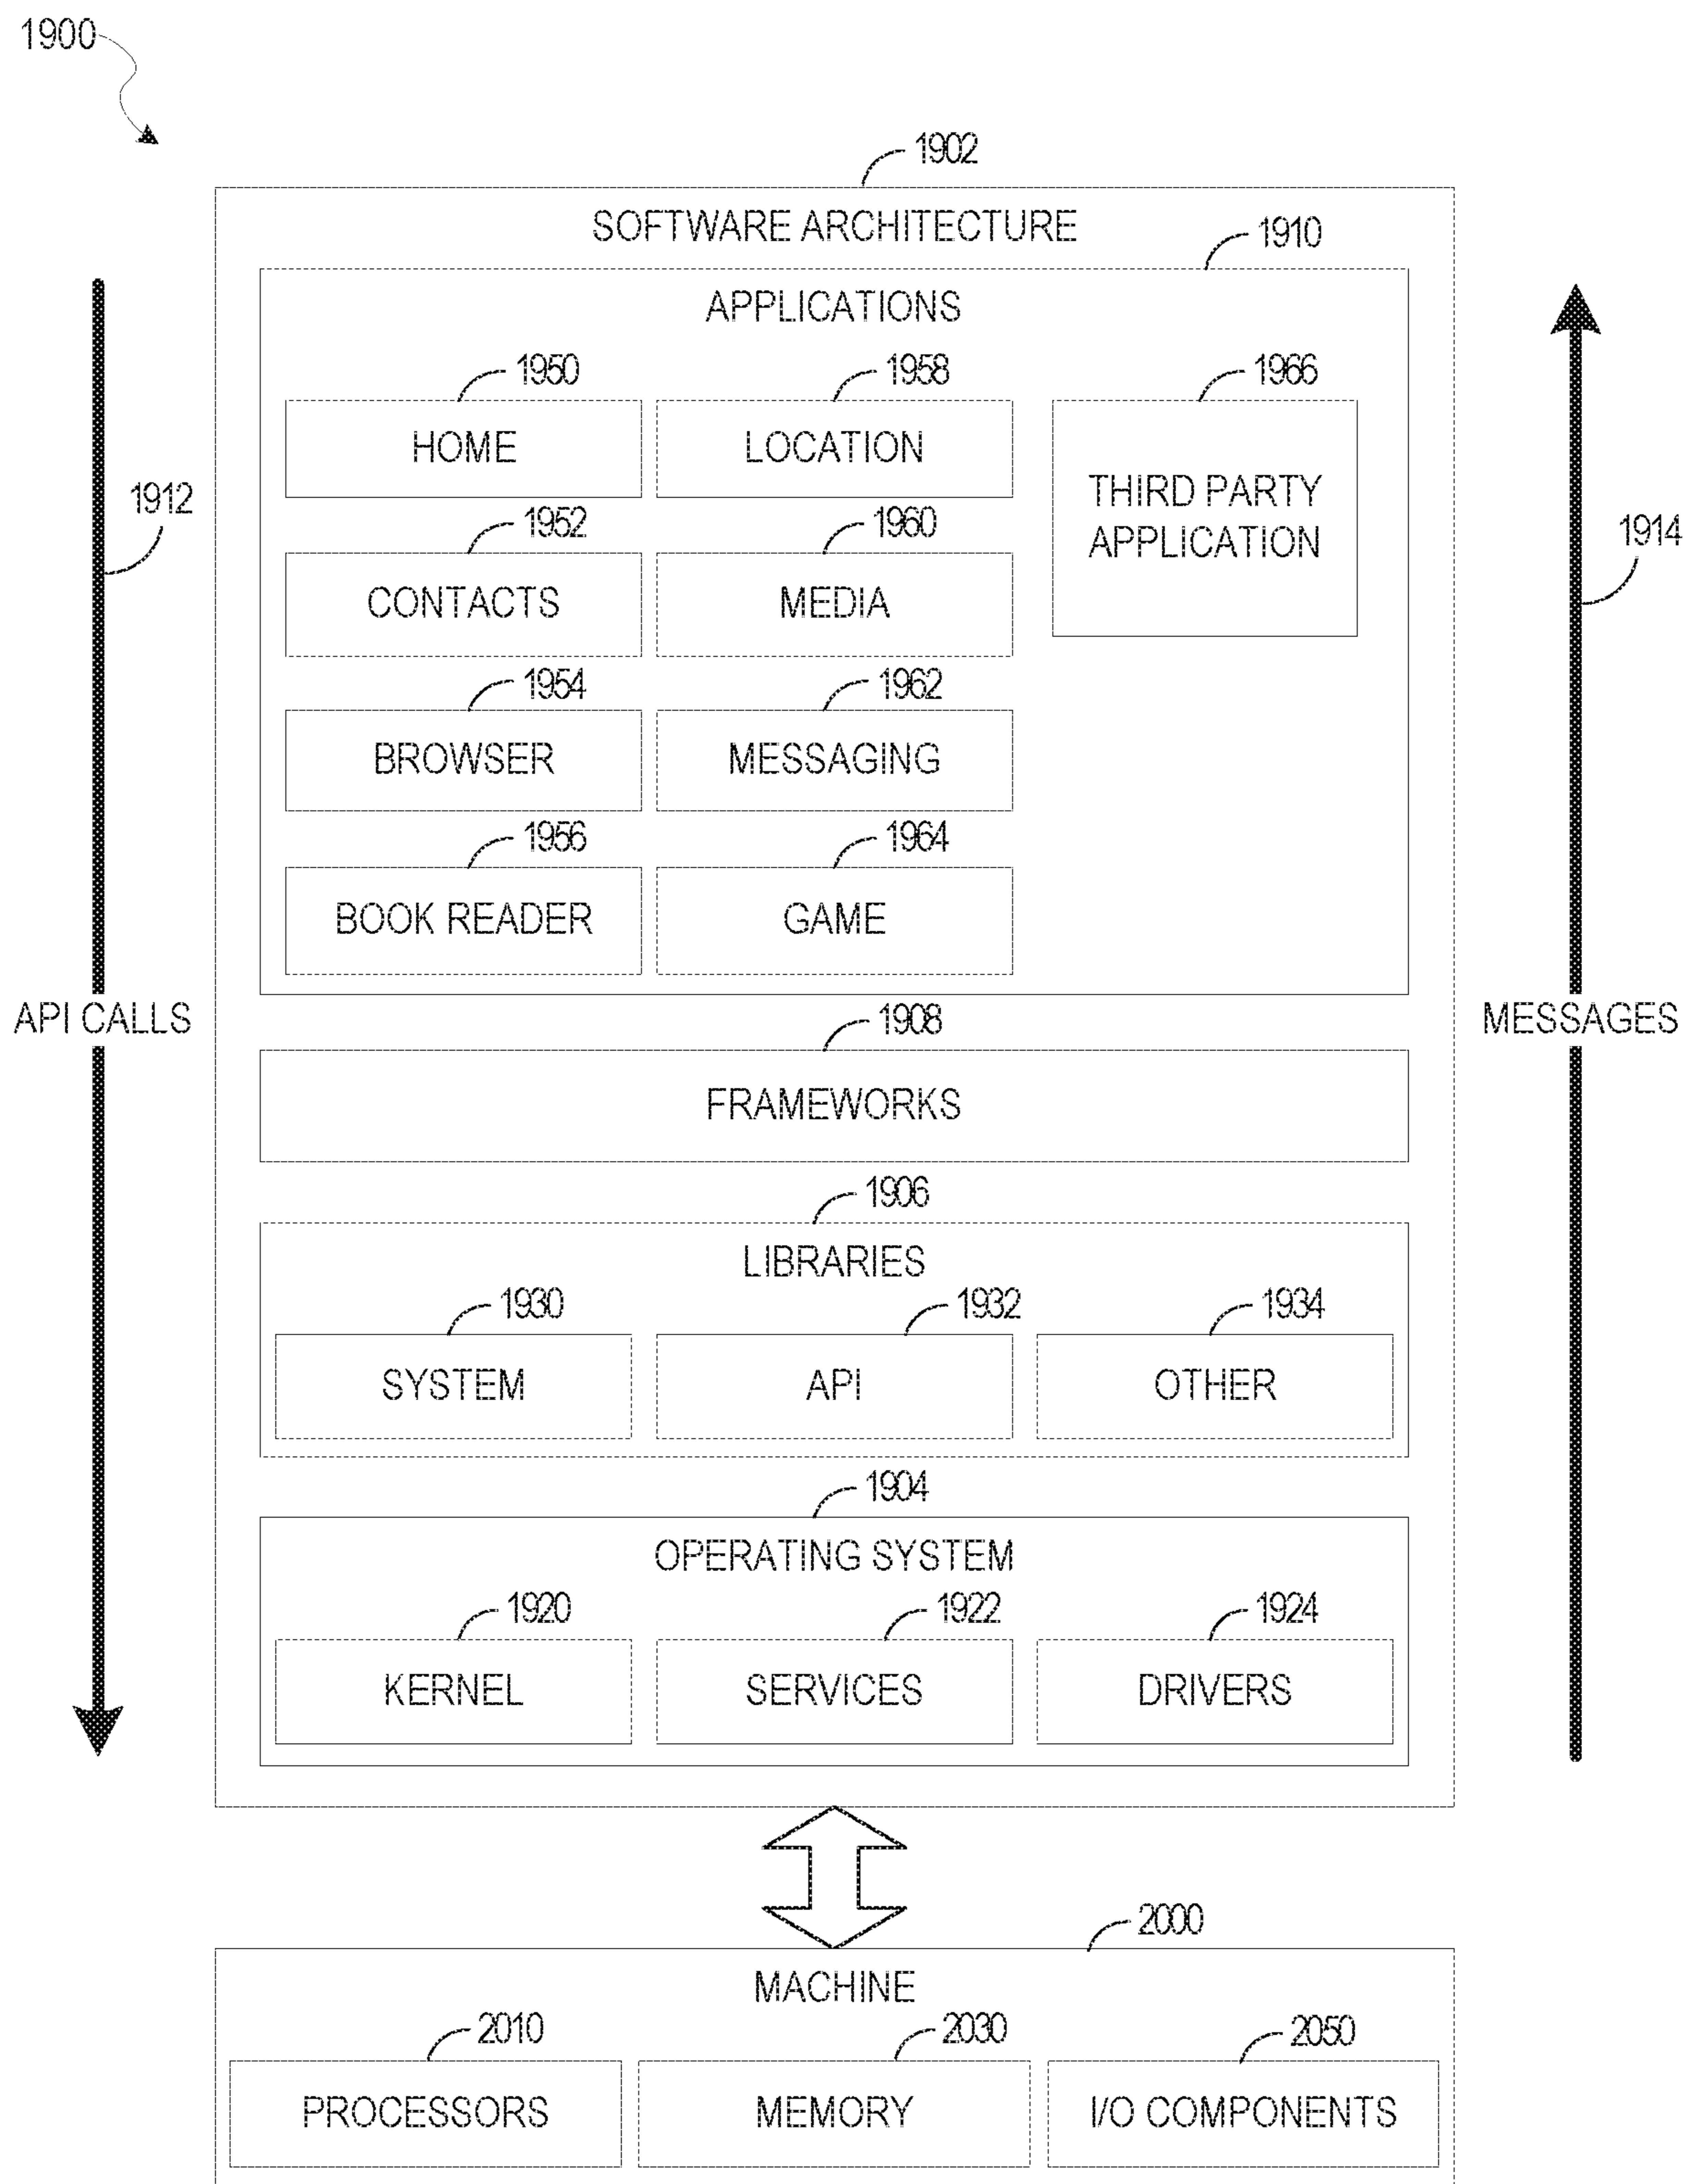 1900
1902
SOFTWARE ARCHITECTURE
1910
APPLICATIONS
1950
1958
1966
HOME
LOCATION
THIRD PARTY
APPLICATION
1912
1952
1960
1914
CONTACTS
MEDIA
1954
1962
BROWSER
MESSAGING
1956
1964
BOOK READER
GAME
API CALLS
MESSAGES
1908
FRAMEWORKS
1906
LIBRARIES
1930
1932
1934
SYSTEM
API
OTHER
1904
OPERATING SYSTEM
1920
1922
1924
KERNEL
SERVICES
DRIVERS
2000
MACHINE
2010
2030
2050
PROCESSORS
MEMORY
I/O COMPONENTS